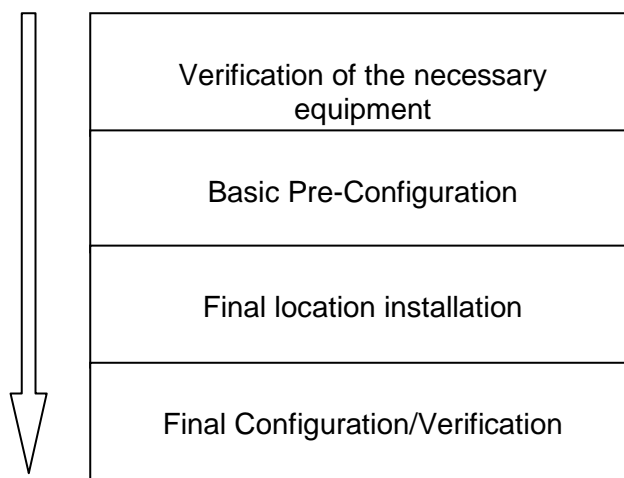 Verification of the necessary
equipment
Basic Pre-Configuration
Final location installation
Final Configuration/Verification